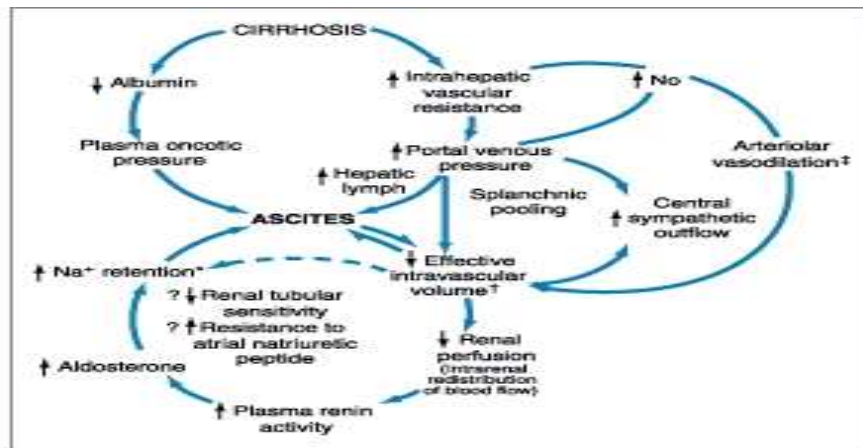 CIRRHOSIS
↓ Albumin
↑ Intrahepatic
vascular
resistance
↑ No
Plasma oncotic
pressure
↑ Portal venous
pressure
Arteriolar
vasodilation‡
↑ Hepatic
lymph
Splanchnic
pooling
↑ Central
sympathetic
outflow
ASCITES
↓ Effective
intravascular
volume†
↑ Na+ retention*
? ↓ Renal tubular
sensitivity
? ↑ Resistance to
atrial natriuretic
peptide
↓ Renal
perfusion
(intrarenal
redistribution
of blood flow)
↑ Aldosterone
↑ Plasma renin
activity